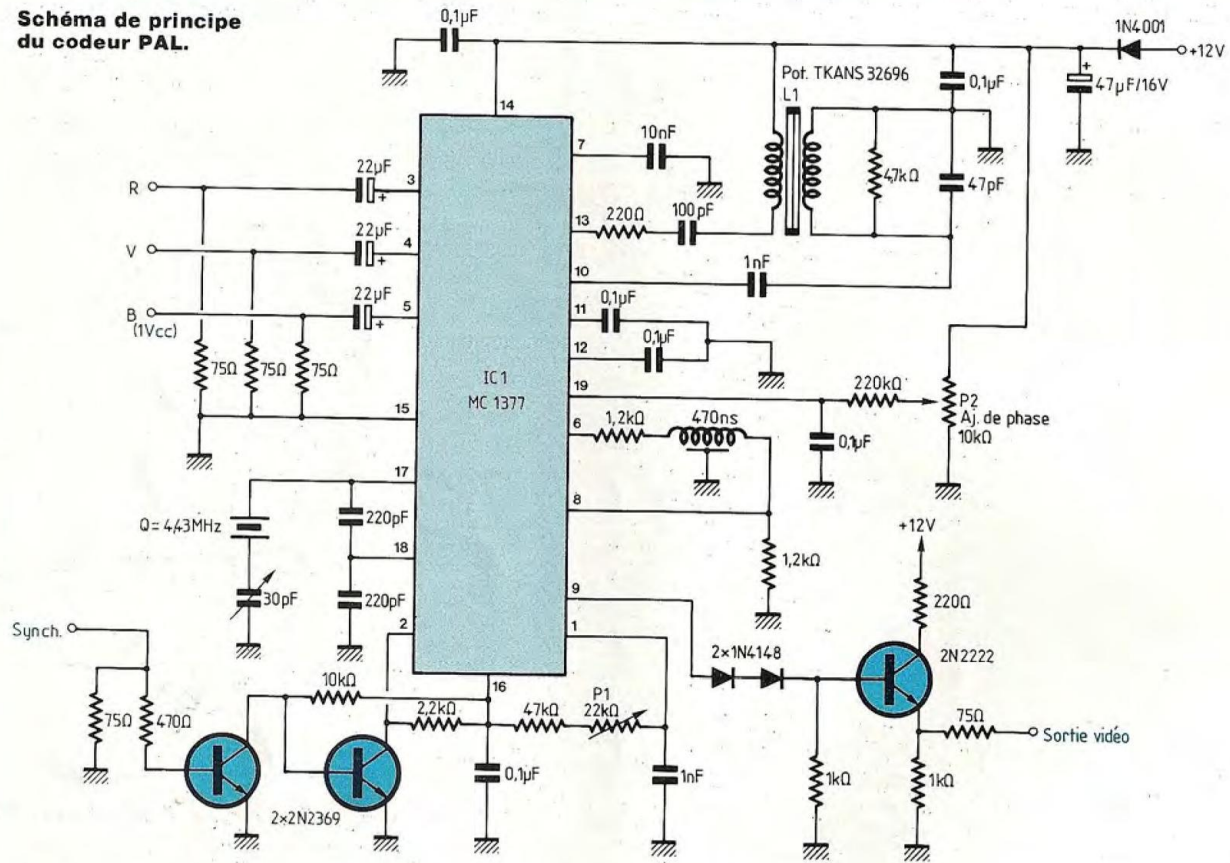 Schéma de principe
du codeur PAL.
0,1µF
1N4001
+12V
Pot. TKANS 32696
L1
0,1µF
+
47µF/16V
14
7
10nF
4,7kΩ
47pF
R
22µF
+
3
13
220Ω
100pF
V
22µF
+
4
10
1nF
B
(1Vcc)
22µF
+
5
11
0,1µF
12
0,1µF
75Ω
75Ω
75Ω
IC1
MC 1377
19
220kΩ
P2
Aj. de phase
10kΩ
0,1µF
15
6
1,2kΩ
470ns
17
8
Q = 4,43MHz
220pF
18
1,2kΩ
+12V
30pF
220pF
9
220Ω
Synch.
2
1
2×1N4148
2N2222
16
10kΩ
P1
22kΩ
75Ω
470Ω
2,2kΩ
47kΩ
75Ω
Sortie vidéo
0,1µF
1nF
1kΩ
1kΩ
2×2N2369